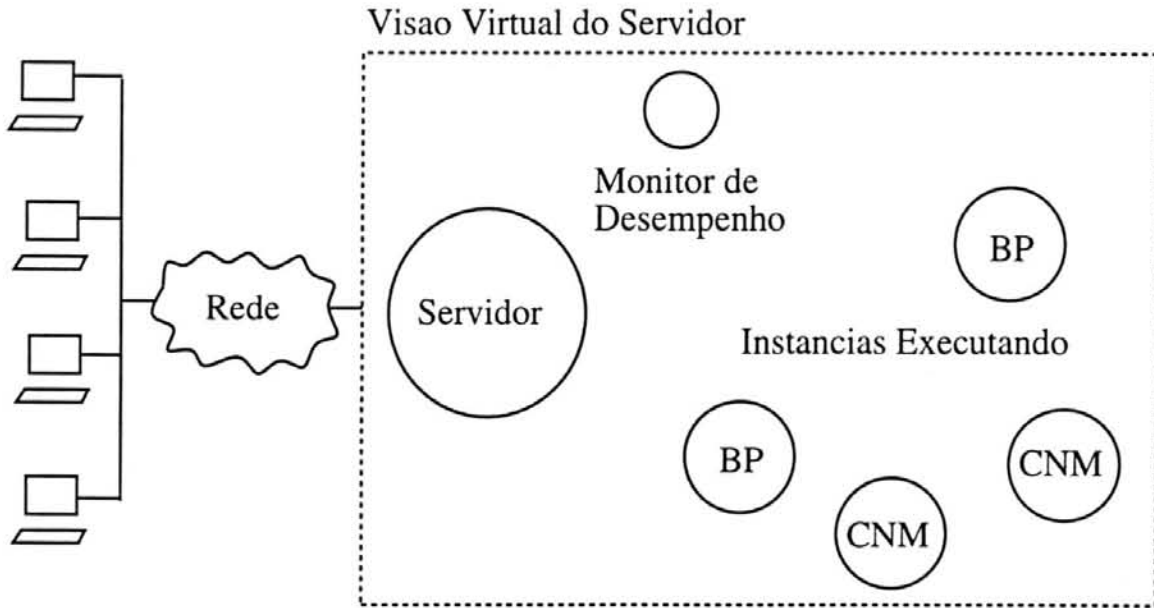 Visao Virtual do Servidor
Monitor de
Desempenho
BP
Rede
Servidor
Instancias Executando
BP
CNM
CNM